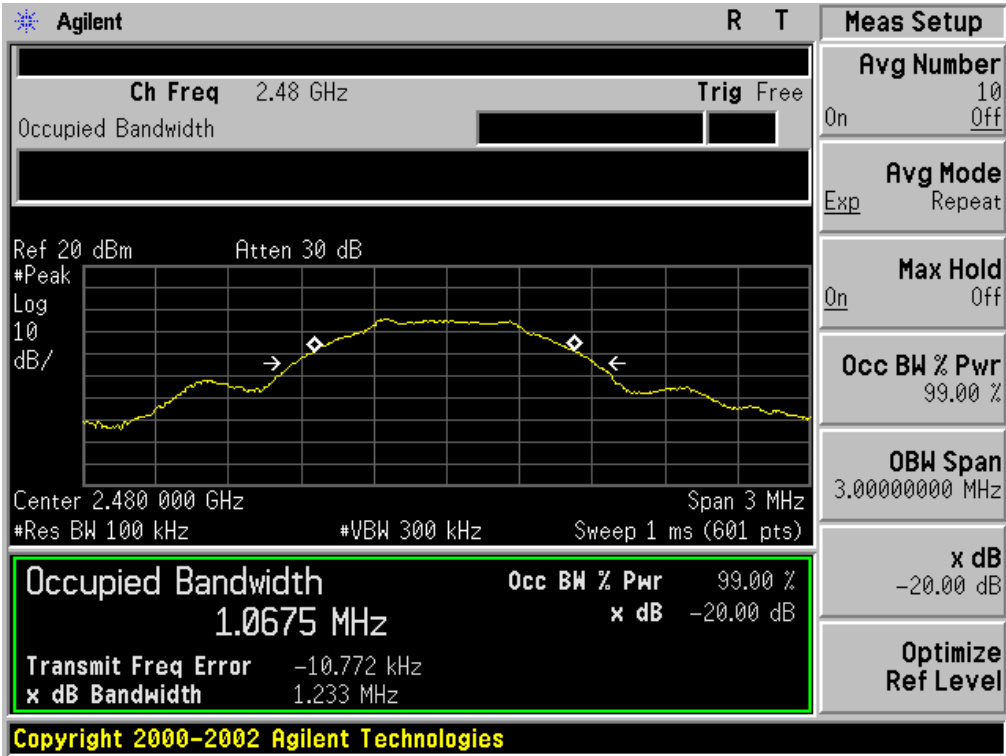 Agilent R T
Ch Freq 2.48 GHz Trig Free
Occupied Bandwidth
Ref 20 dBm Atten 30 dB
#Peak
Log
10
dB/
Center 2.480 000 GHz Span 3 MHz
#Res BW 100 kHz #VBW 300 kHz Sweep 1 ms (601 pts)
Occupied Bandwidth Occ BW % Pwr 99.00 %
1.0675 MHz x dB -20.00 dB
Transmit Freq Error -10.772 kHz
x dB Bandwidth 1.233 MHz
Copyright 2000-2002 Agilent Technologies
Meas Setup
Avg Number
10
On Off
Avg Mode
Exp Repeat
Max Hold
On Off
Occ BW % Pwr
99.00 %
OBW Span
3.00000000 MHz
x dB
-20.00 dB
Optimize
Ref Level